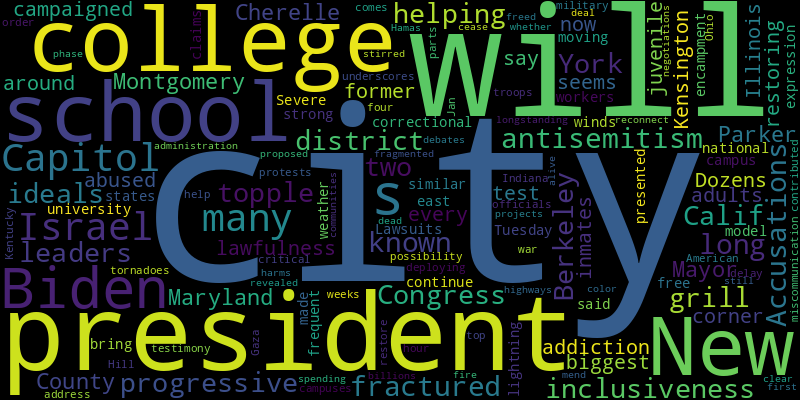 campaigned
Cherelle
comes
freed
military
deal
order
claims
Hamas
cease
whether
Ohio
college
helping
will
juvenile
negotiations
Illinois
phase
stirred
parts
say
now
moving
York
Kensington
encampment
restoring
expression
around
Montgomery
underscores
former
seems
workers
school
Severe
four
Jan
troops
longstanding
reconnect
strong
correctional
winds
contributed
administration
district
debates
antisemitism
Parker
Capitol
proposed
fragmented
national
city
abused
protests
two
Indiana
alive
campus
ideals
states
help
topple
s
similar
test
Dozens
university
many
weather
communities
east
officials
presented
adults
Kentucky
Israel
dead
every
projects
Calif
Accusations
lawfulness
known
Lawsuits
Tuesday
Berkeley
inmates
model
color
long
leaders
critical
possibility
war
American
tornadoes
harms
deploying
free
Mayor
delay
Biden
revealed
continue
highways
still
miscommunication
Maryland
weeks
Congress
said
grill
president
made
frequent
top
corner
New
bring
testimony
Gaza
restore
hour
lightning
addiction
Hill
biggest
County
progressive
spending
billions
fire
mend
clear
address
campuses
fractured
inclusiveness
first